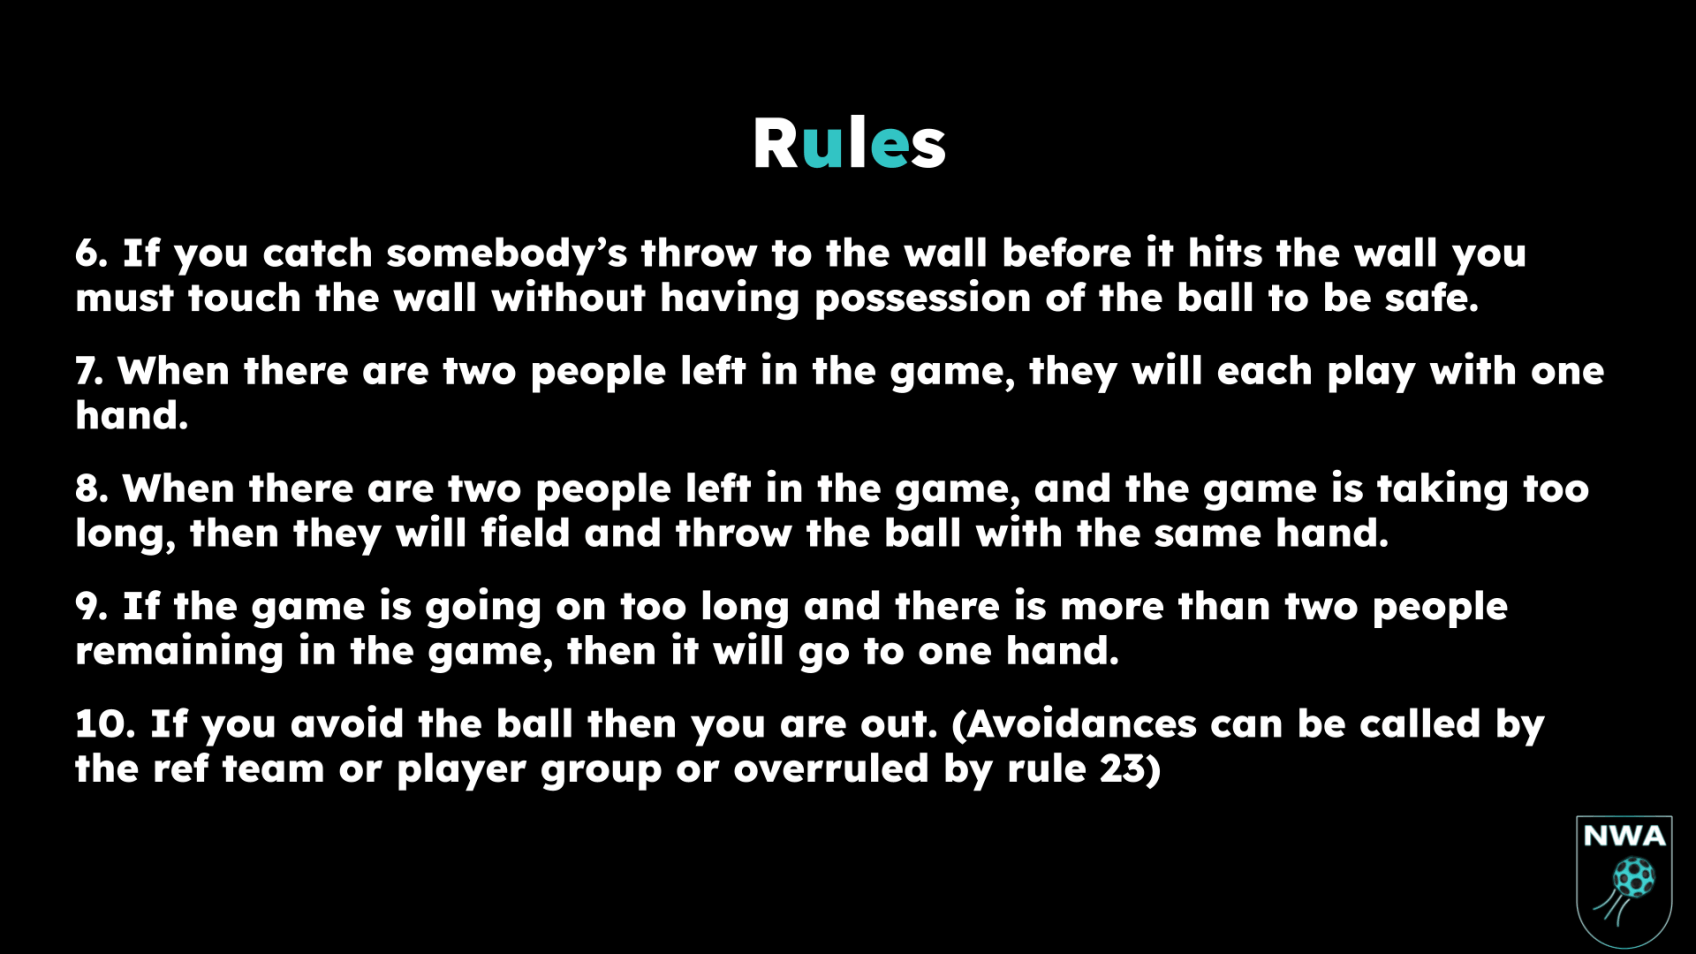 Rules
6. If you catch somebody’s throw to the wall before it hits the wall you
must touch the wall without having possession of the ball to be safe.
7. When there are two people left in the game, they will each play with one
hand.
8. When there are two people left in the game, and the game is taking too
long, then they will field and throw the ball with the same hand.
9. If the game is going on too long and there is more than two people
remaining in the game, then it will go to one hand.
10. If you avoid the ball then you are out. (Avoidances can be called by
the ref team or player group or overruled by rule 23)
NWA